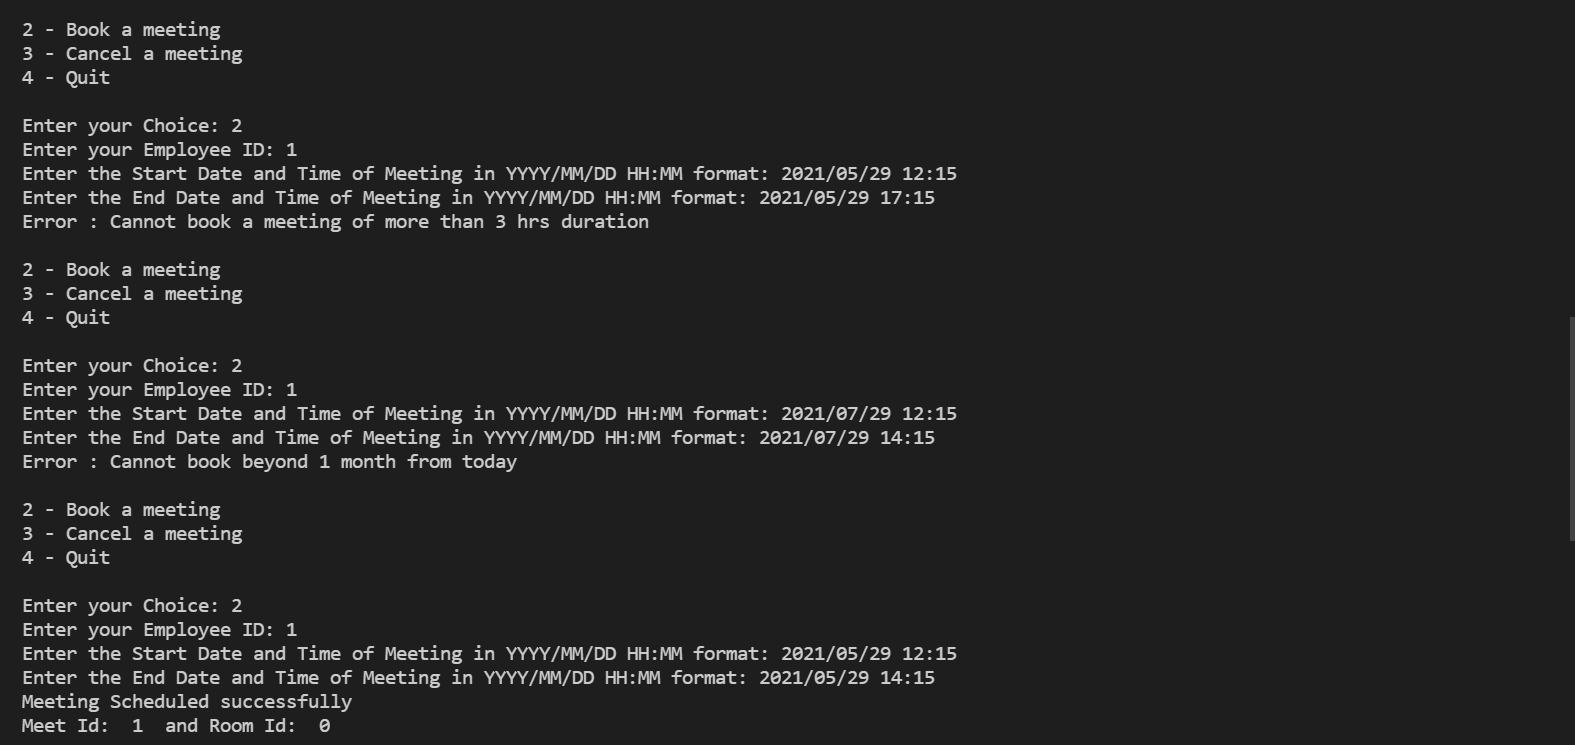 2 - Book a meeting
3 - Cancel a meeting
4 - Quit
Enter your Choice: 2
Enter your Employee ID: 1
Enter the Start Date and Time of Meeting in YYYY/MM/DD HH:MM format: 2021/05/29 12:15
Enter the End Date and Time of Meeting in YYYY/MM/DD HH:MM format: 2021/05/29 17:15
Error : Cannot book a meeting of more than 3 hrs duration
2 - Book a meeting
3 - Cancel a meeting
4 - Quit
Enter your Choice: 2
Enter your Employee ID: 1
Enter the Start Date and Time of Meeting in YYYY/MM/DD HH:MM format: 2021/07/29 12:15
Enter the End Date and Time of Meeting in YYYY/MM/DD HH:MM format: 2021/07/29 14:15
Error : Cannot book beyond 1 month from today
2 - Book a meeting
3 - Cancel a meeting
4 - Quit
Enter your Choice: 2
Enter your Employee ID: 1
Enter the Start Date and Time of Meeting in YYYY/MM/DD HH:MM format: 2021/05/29 12:15
Enter the End Date and Time of Meeting in YYYY/MM/DD HH:MM format: 2021/05/29 14:15
Meeting Scheduled successfully
Meet Id:  1  and Room Id:  0